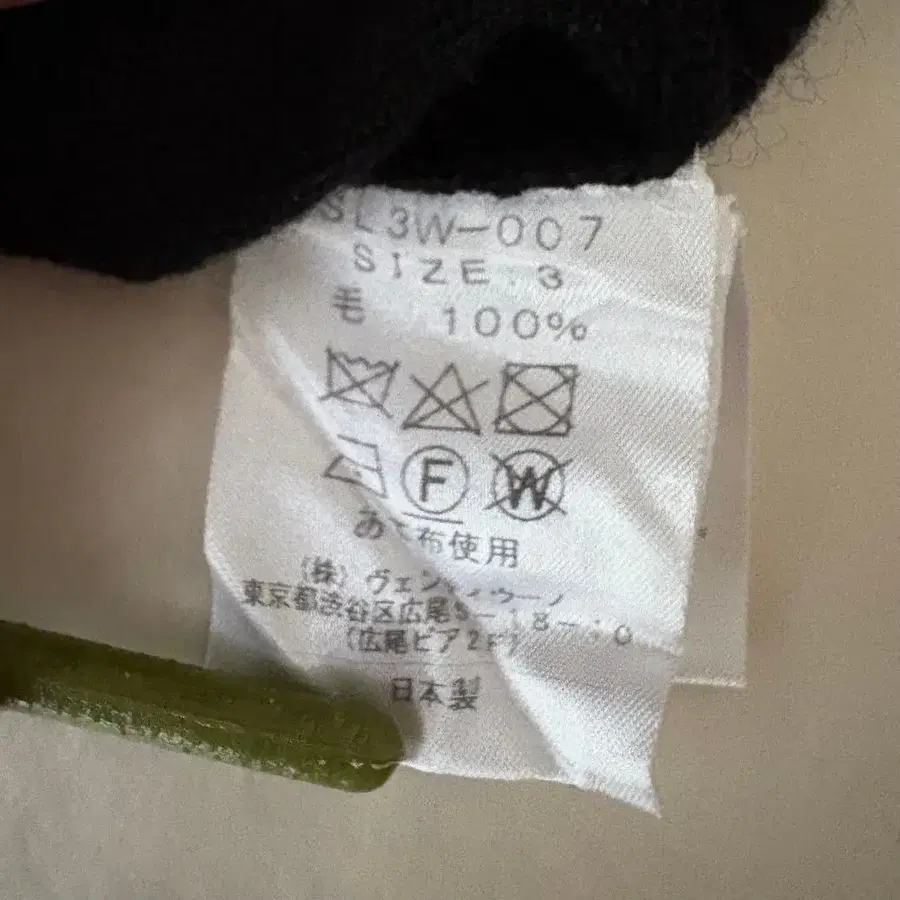 SL3W-007
SIZE.3
毛 100%
F W
あて布使用
(株) ヴェンティウーノ
東京都渋谷区広尾5-18-10
(広尾ピア2F)
日本製